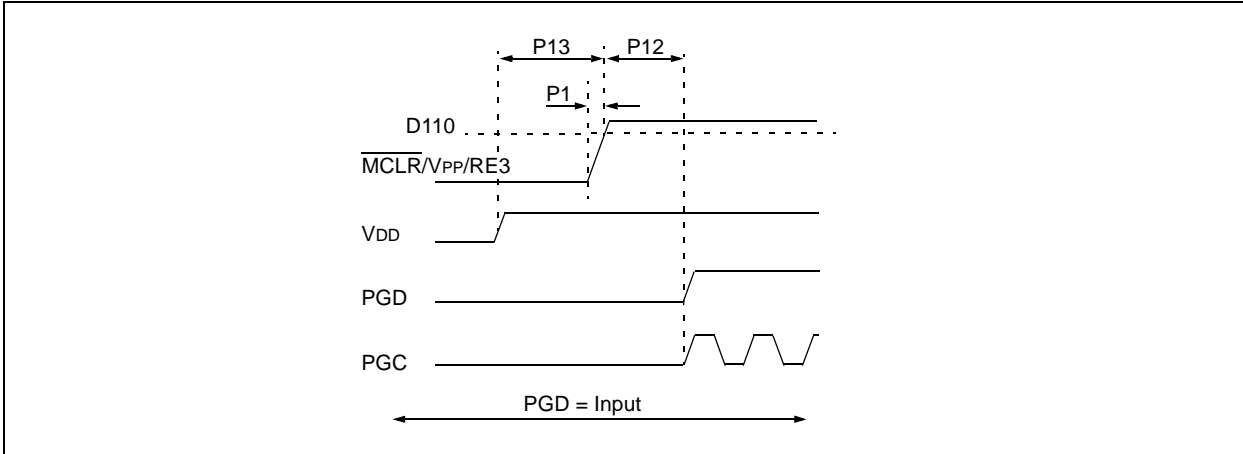 P13 P12
P1
D110
MCLR/VPP/RE3
VDD
PGD
PGC
PGD = Input